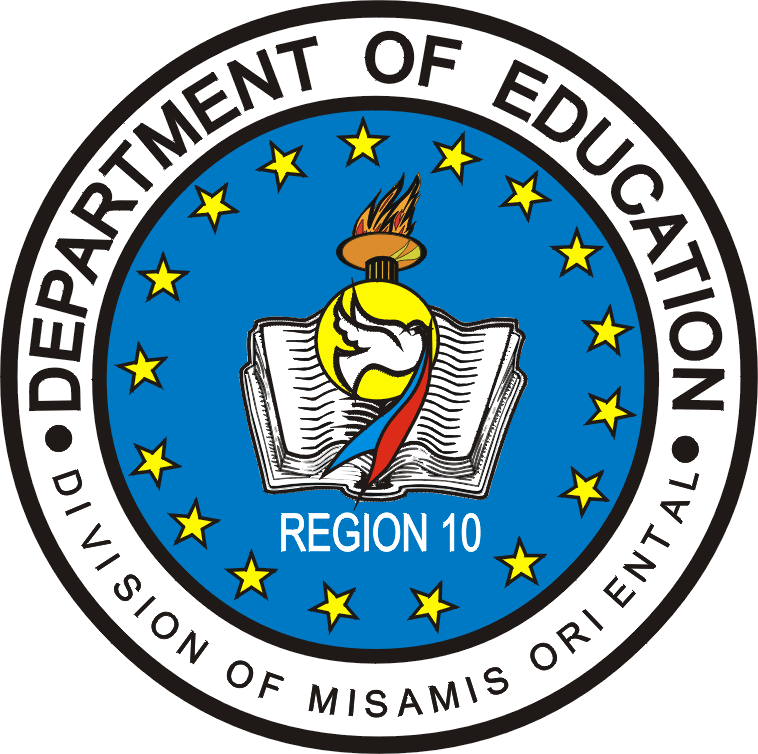 DEPARTMENT OF EDUCATION
REGION 10
DIVISION OF MISAMIS ORIENTAL